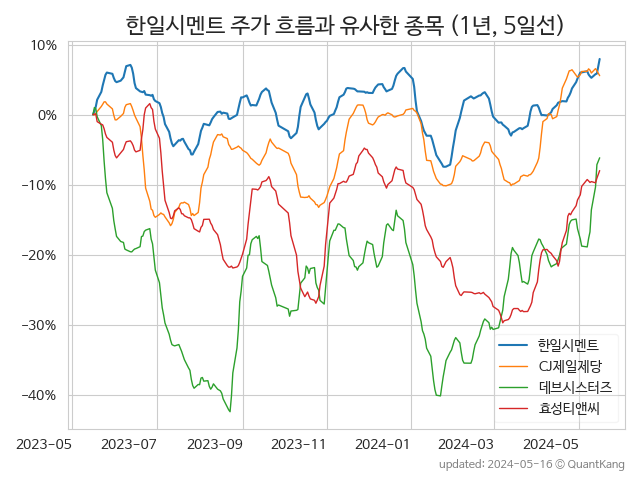 한일시멘트 주가 흐름과 유사한 종목 (1년, 5일선)
10%
0%
−10%
−20%
−30%
−40%
한일시멘트
CJ제일제당
데브시스터즈
효성티앤씨
2023-05 2023-07 2023-09 2023-11 2024-01 2024-03 2024-05
updated: 2024-05-16 © QuantKang